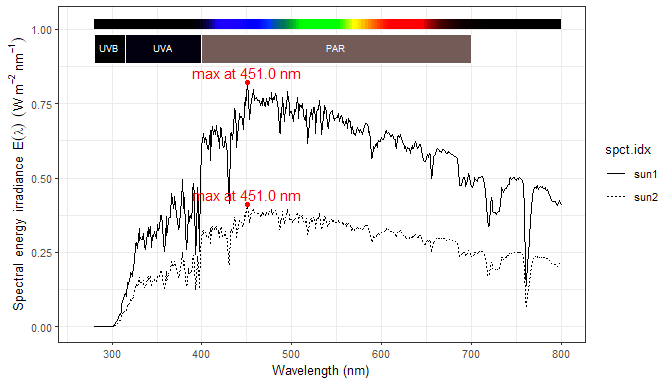 1.00
0.75
0.50
0.25
0.00
Spectral energy irradiance E(λ) (W m⁻² nm⁻¹)
UVB UVA PAR
max at 451.0 nm
max at 451.0 nm
300 400 500 600 700 800
Wavelength (nm)
spct.idx
sun1
sun2